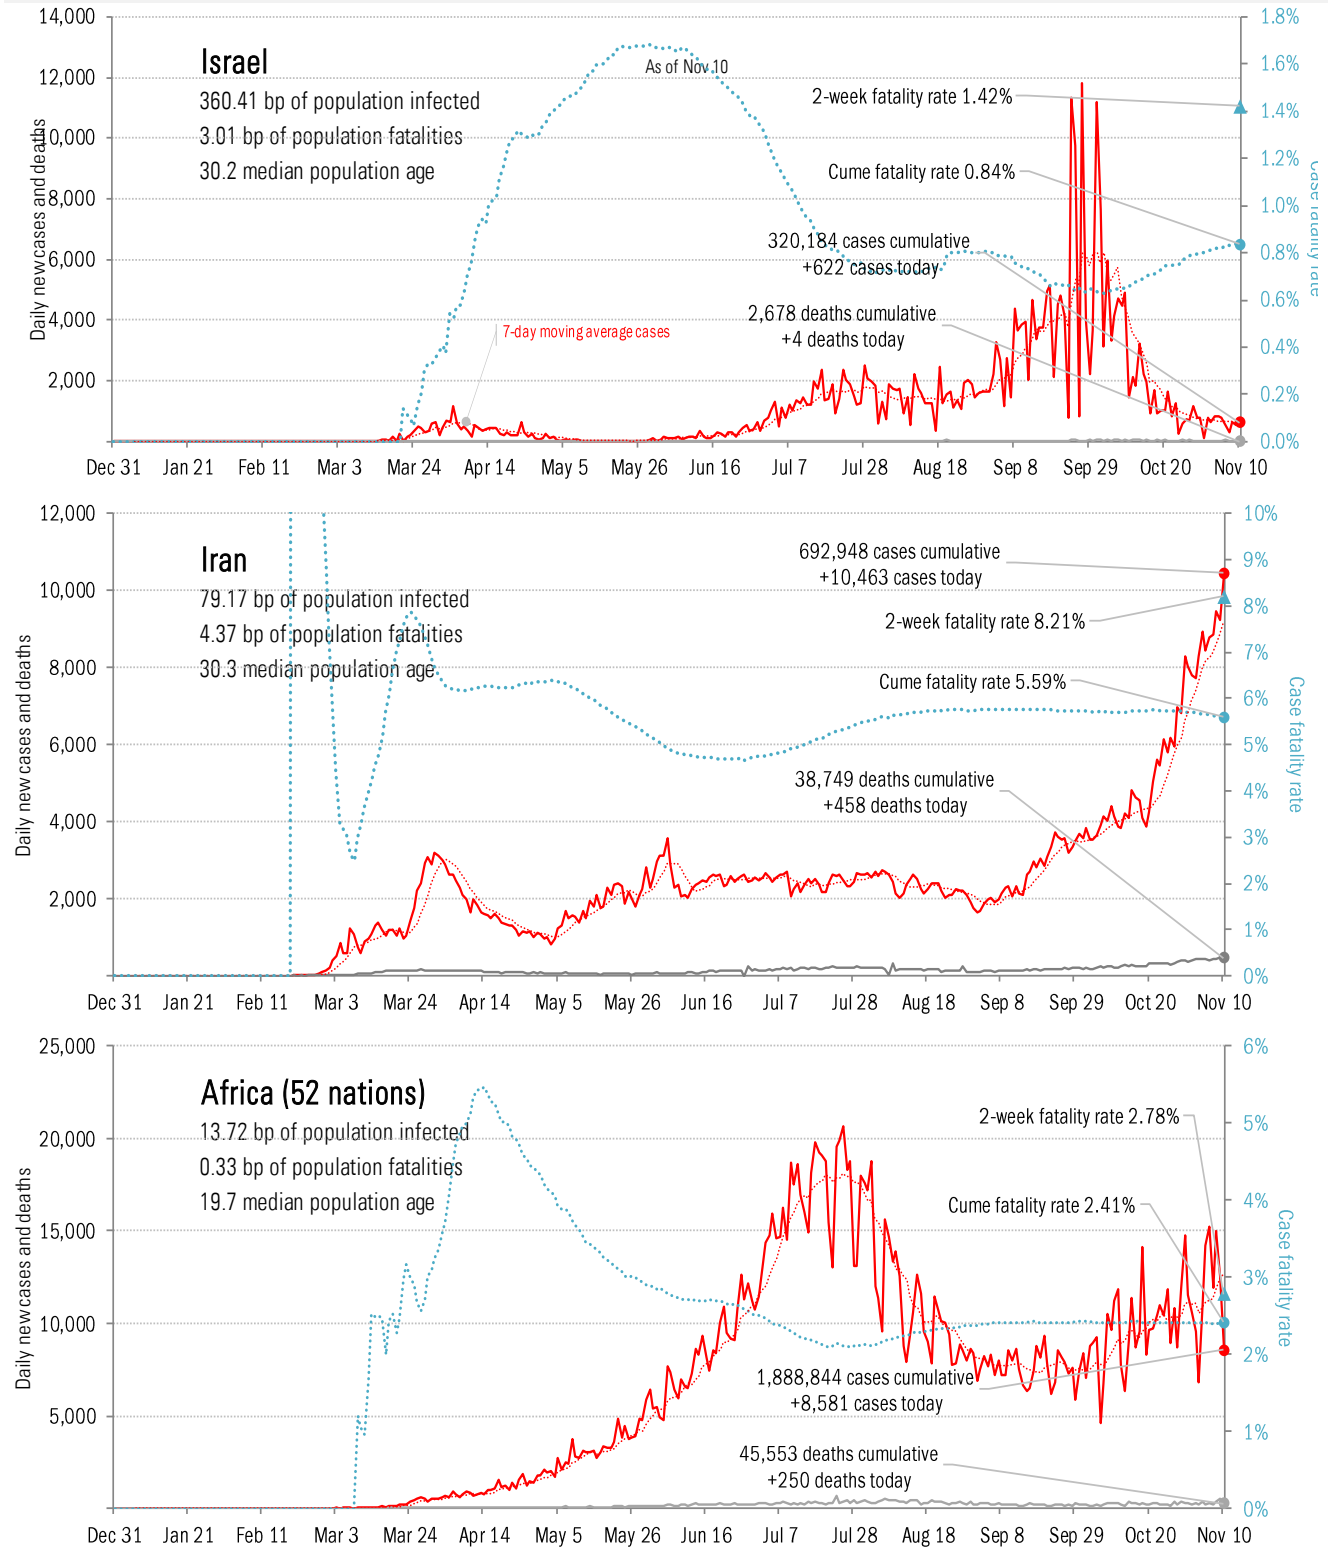 14,000
12,000
10,000
8,000
6,000
4,000
2,000
Daily new cases and deaths
Israel
360.41 bp of population infected
3.01 bp of population fatalities
30.2 median population age
As of Nov 10
7-day moving average cases
2-week fatality rate 1.42%
Cume fatality rate 0.84%
320,184 cases cumulative
+622 cases today
2,678 deaths cumulative
+4 deaths today
1.8%
1.6%
1.4%
1.2%
1.0%
0.8%
0.6%
0.4%
0.2%
0.0%
Case fatality rate
Dec 31 Jan 21 Feb 11 Mar 3 Mar 24 Apr 14 May 5 May 26 Jun 16 Jul 7 Jul 28 Aug 18 Sep 8 Sep 29 Oct 20 Nov 10
12,000
10,000
8,000
6,000
4,000
2,000
Daily new cases and deaths
Iran
79.17 bp of population infected
4.37 bp of population fatalities
30.3 median population age
692,948 cases cumulative
+10,463 cases today
2-week fatality rate 8.21%
Cume fatality rate 5.59%
38,749 deaths cumulative
+458 deaths today
10%
9%
8%
7%
6%
5%
4%
3%
2%
1%
0%
Case fatality rate
Dec 31 Jan 21 Feb 11 Mar 3 Mar 24 Apr 14 May 5 May 26 Jun 16 Jul 7 Jul 28 Aug 18 Sep 8 Sep 29 Oct 20 Nov 10
25,000
20,000
15,000
10,000
5,000
Daily new cases and deaths
Africa (52 nations)
13.72 bp of population infected
0.33 bp of population fatalities
19.7 median population age
2-week fatality rate 2.78%
Cume fatality rate 2.41%
1,888,844 cases cumulative
+8,581 cases today
45,553 deaths cumulative
+250 deaths today
6%
5%
4%
3%
2%
1%
0%
Case fatality rate
Dec 31 Jan 21 Feb 11 Mar 3 Mar 24 Apr 14 May 5 May 26 Jun 16 Jul 7 Jul 28 Aug 18 Sep 8 Sep 29 Oct 20 Nov 10